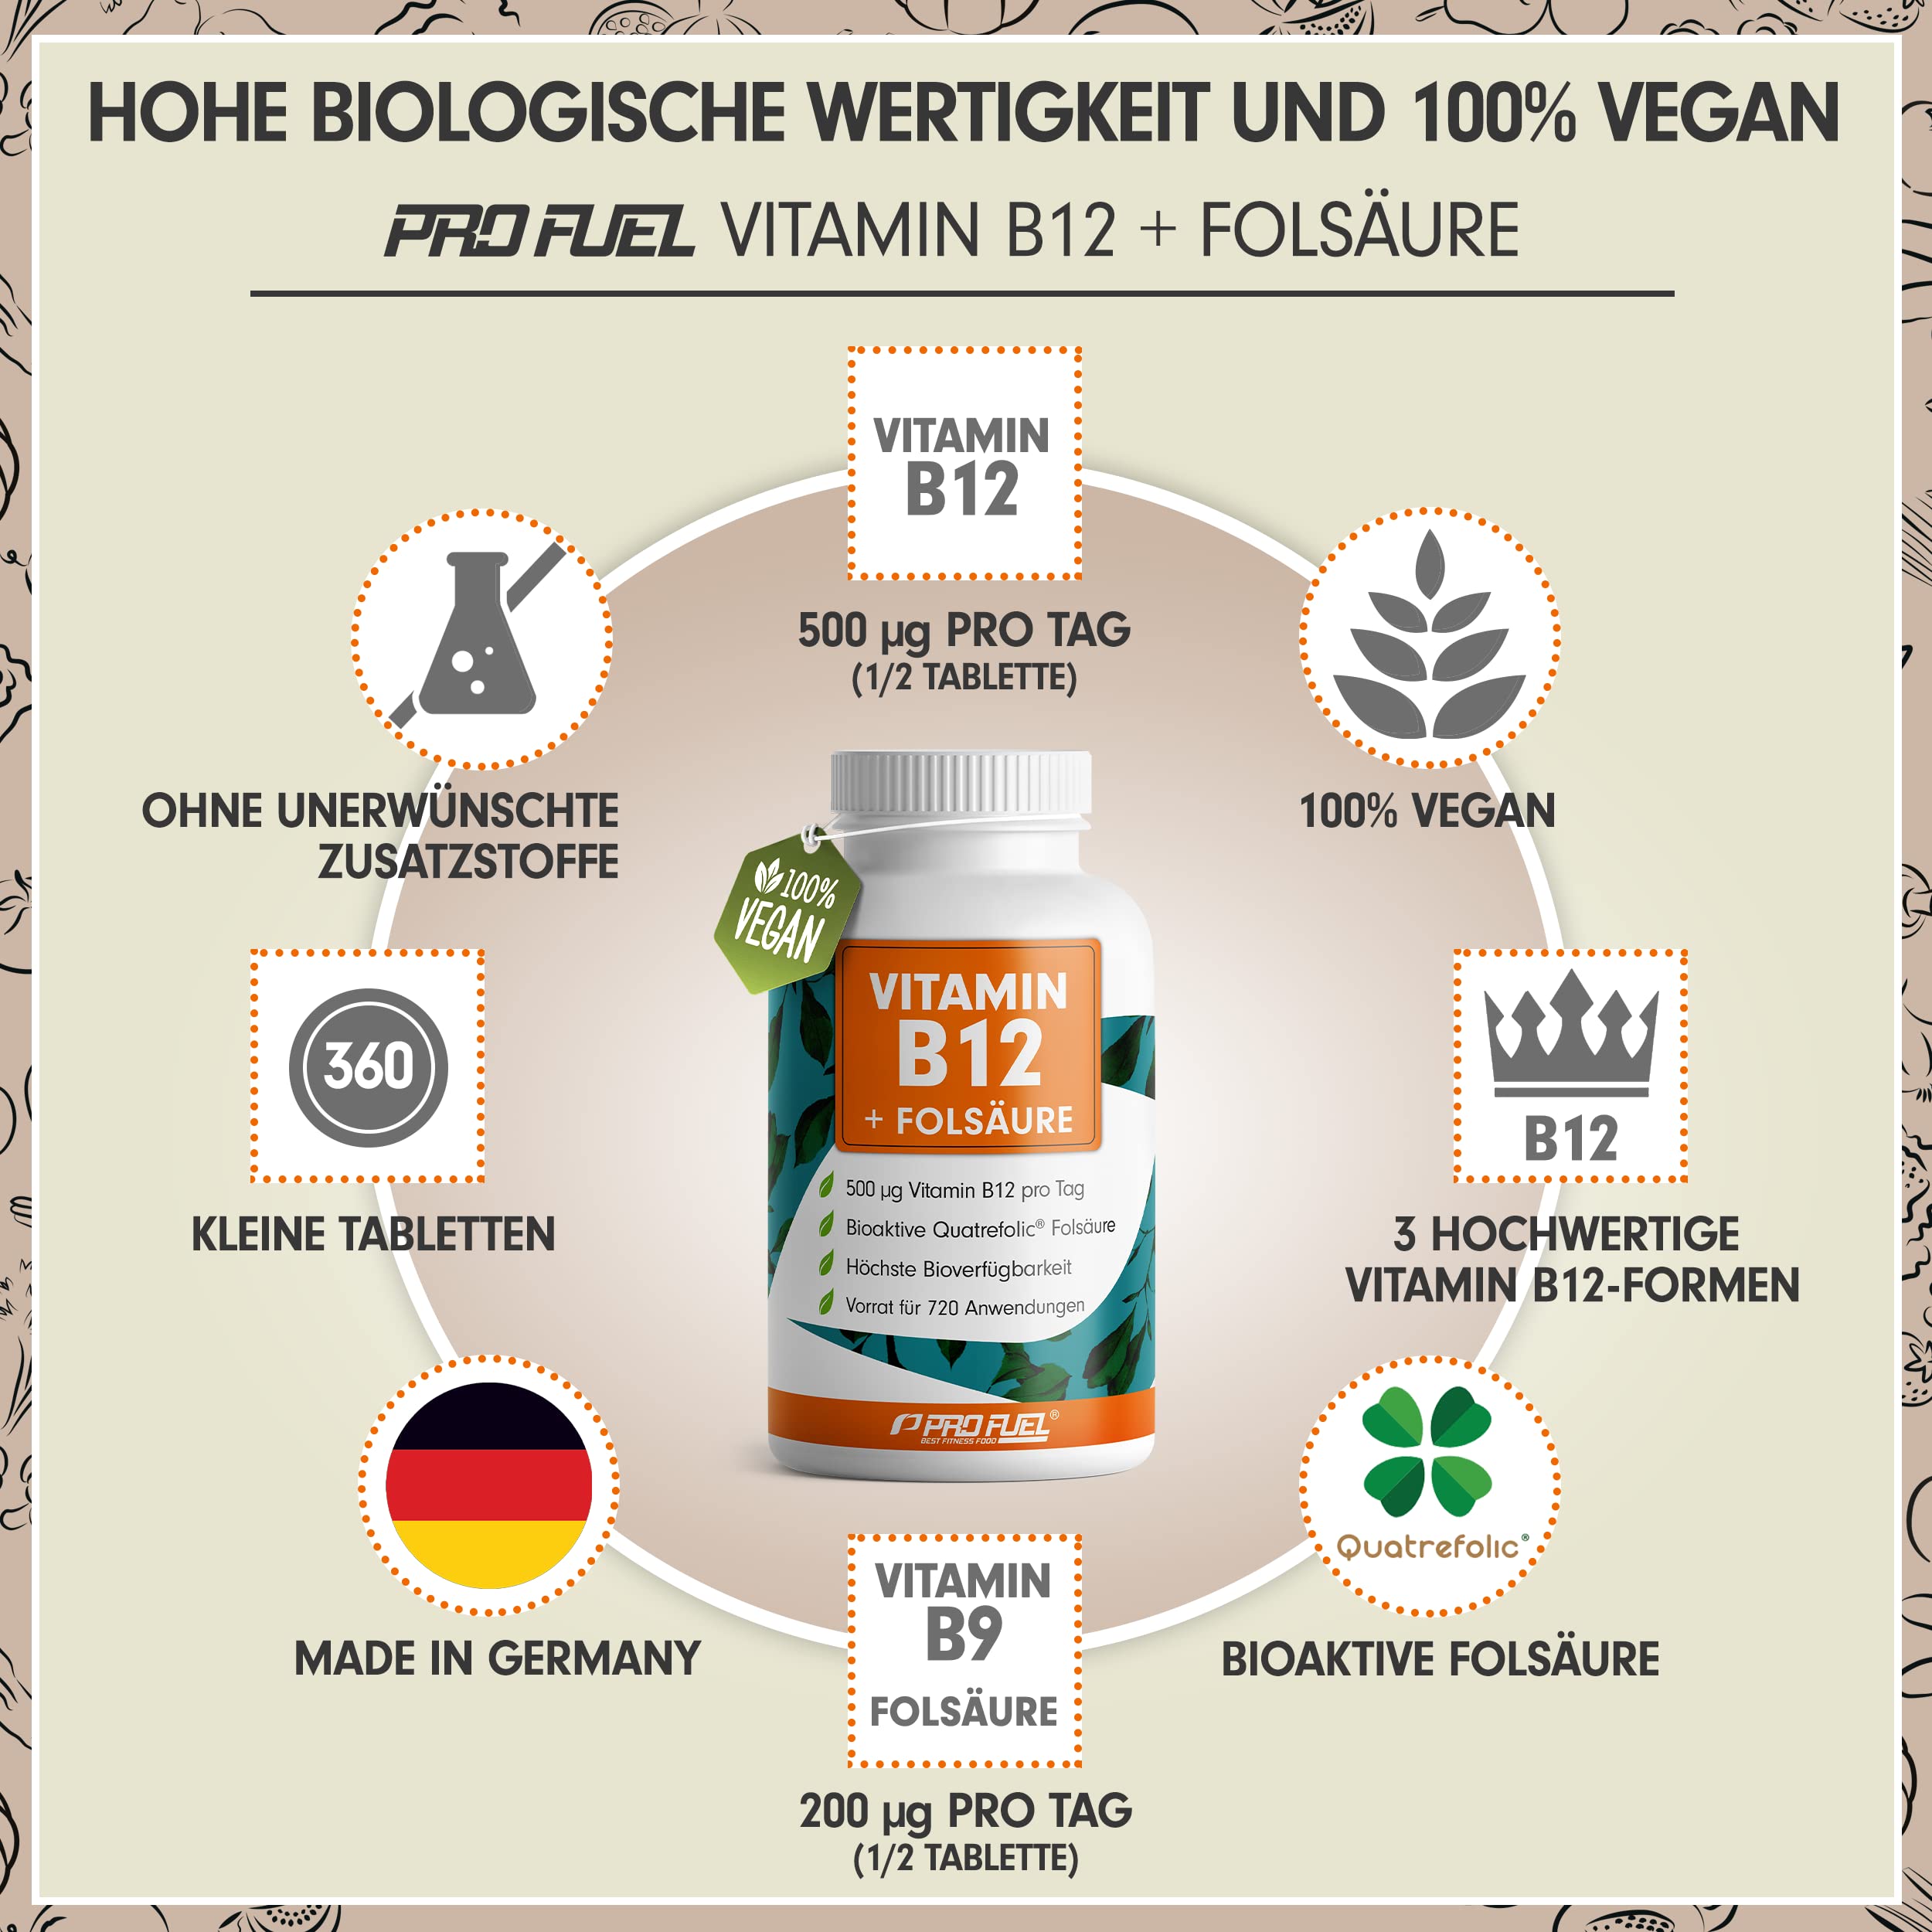 HOHE BIOLOGISCHE WERTIGKEIT UND 100% VEGAN
PRO FUEL VITAMIN B12 + FOLSÄURE
VITAMIN
B12
500 µg PRO TAG
(1/2 TABLETTE)
OHNE UNERWÜNSCHTE
ZUSATZSTOFFE
100% VEGAN
100%
VEGAN
VITAMIN
B12
+ FOLSÄURE
500 µg Vitamin B12 pro Tag
Bioaktive Quatrefolic® Folsäure
Höchste Bioverfügbarkeit
Vorrat für 720 Anwendungen
PRO FUEL®
BEST FITNESS FOOD
360
KLEINE TABLETTEN
B12
3 HOCHWERTIGE
VITAMIN B12-FORMEN
MADE IN GERMANY
Quatrefolic®
BIOAKTIVE FOLSÄURE
VITAMIN
B9
FOLSÄURE
200 µg PRO TAG
(1/2 TABLETTE)